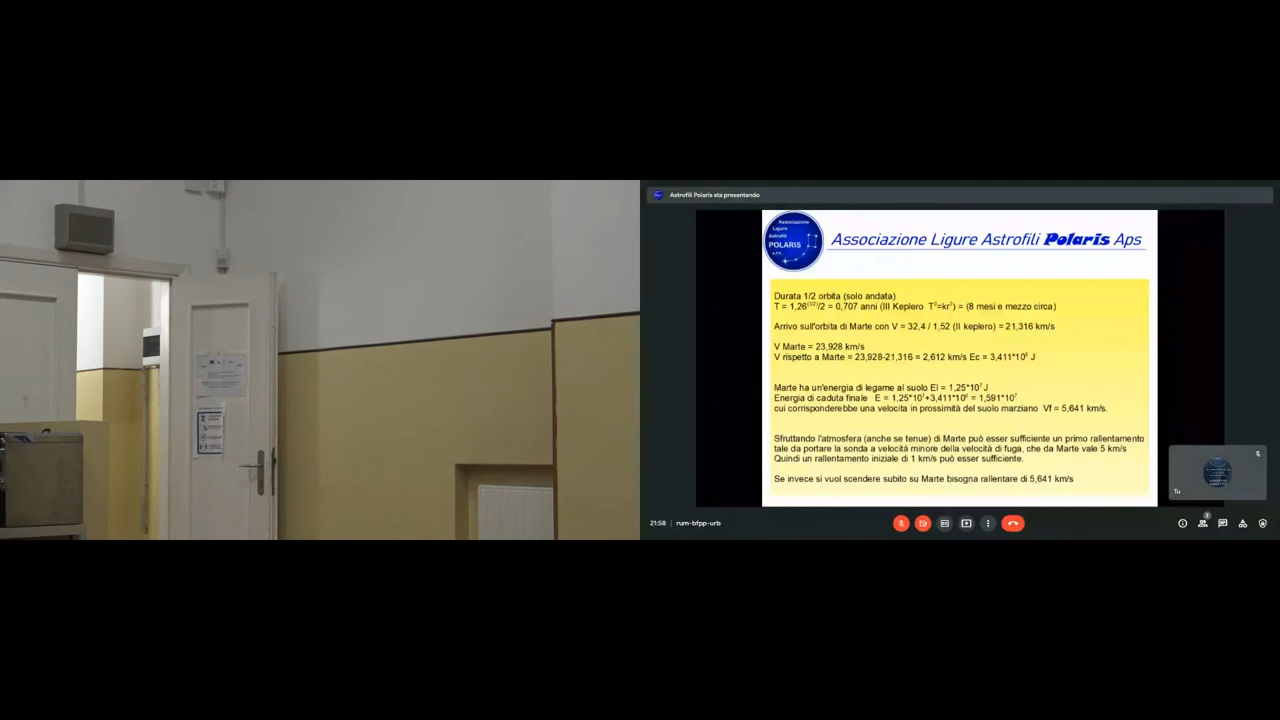 Astrofili Polaris sta presentando
Associazione
Ligure
Astrofili
POLARIS
Associazione Ligure Astrofili Polaris Aps
Durata 1/2 orbita (solo andata)
T = 1,26^(3/2)/2 = 0,707 anni (III Keplero T²=kr³) = (8 mesi e mezzo circa)
Arrivo sull'orbita di Marte con V = 32,4 / 1,52 (II keplero) = 21,316 km/s
V Marte = 23,928 km/s
V rispetto a Marte = 23,928-21,316 = 2,612 km/s Ec = 3,411*10⁶ J
Marte ha un'energia di legame al suolo El = 1,25*10⁷ J
Energia di caduta finale E = 1,25*10⁷+3,411*10⁶ = 1,591*10⁷
cui corrisponderebbe una velocita in prossimità del suolo marziano Vf = 5,641 km/s.
Sfruttando l'atmosfera (anche se tenue) di Marte può esser sufficiente un primo rallentamento
tale da portare la sonda a velocità minore della velocità di fuga, che da Marte vale 5 km/s
Quindi un rallentamento iniziale di 1 km/s può esser sufficiente.
Se invece si vuol scendere subito su Marte bisogna rallentare di 5,641 km/s
Tu
21:58 rum-bfpp-urb